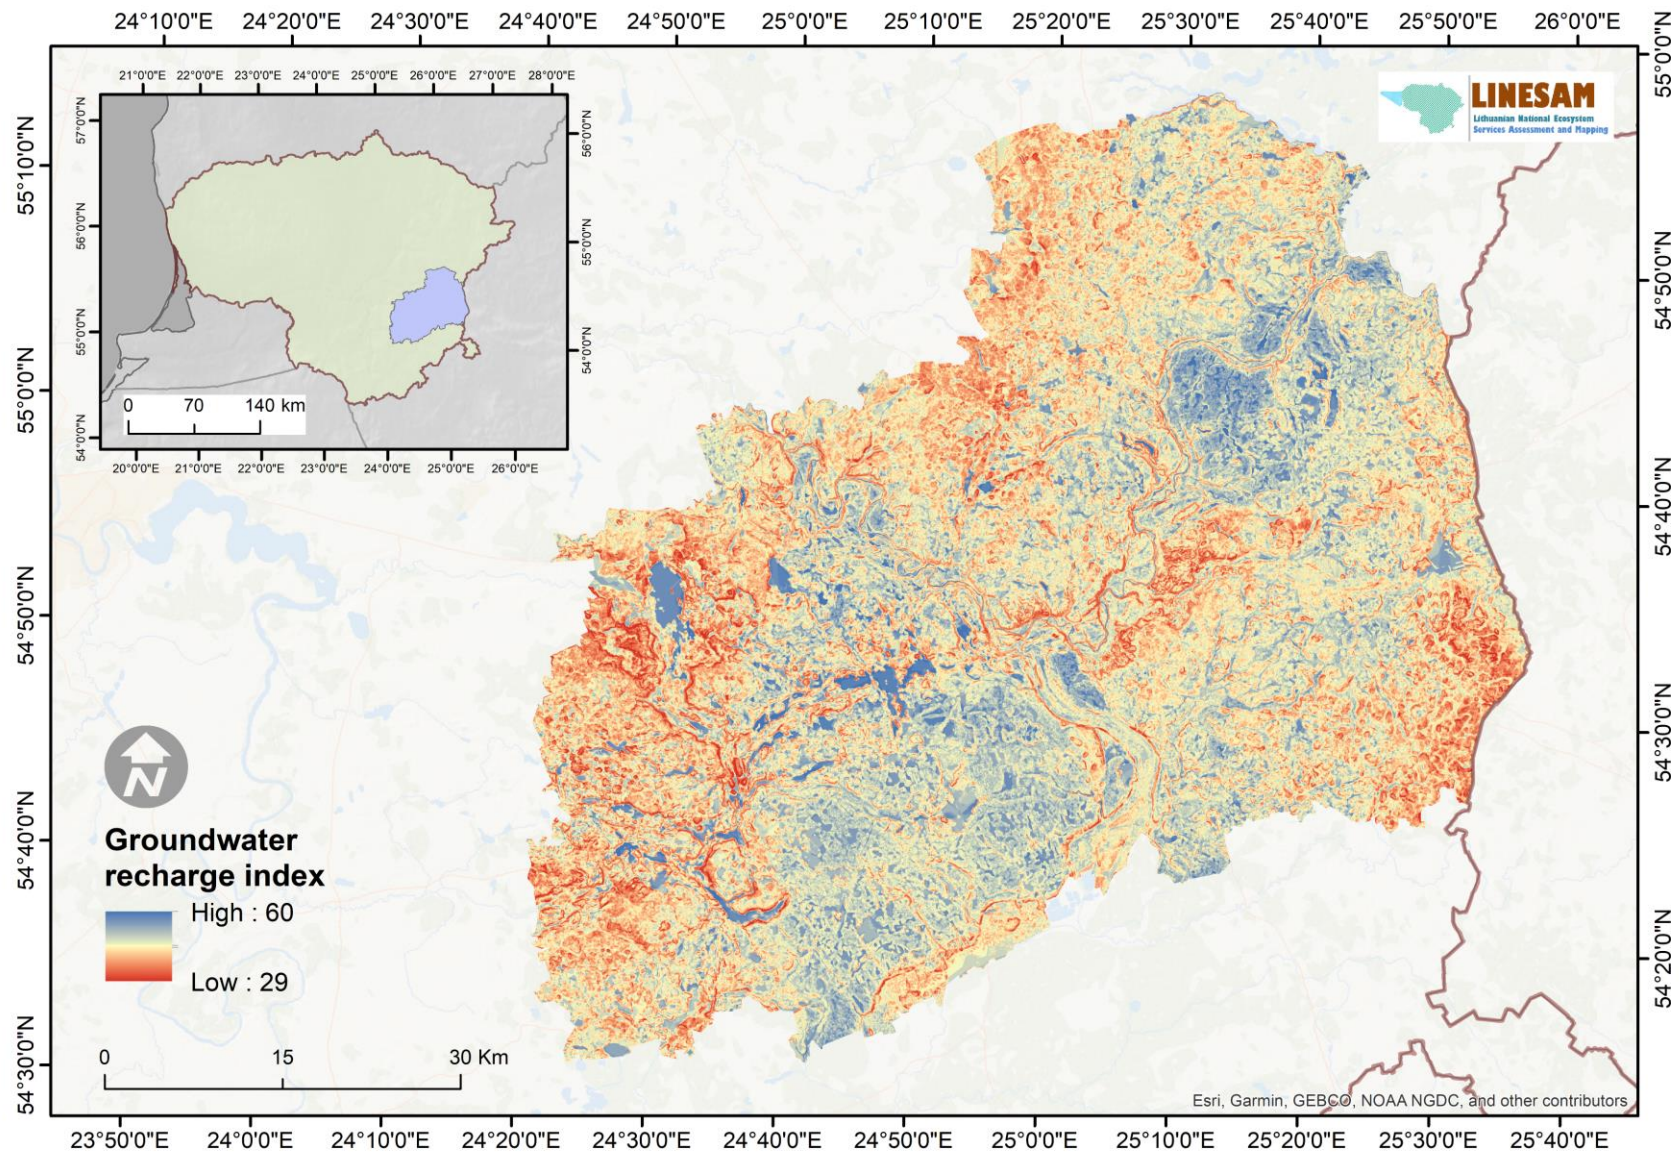 24°10'0"E 24°20'0"E 24°30'0"E 24°40'0"E 24°50'0"E 25°0'0"E 25°10'0"E 25°20'0"E 25°30'0"E 25°40'0"E 25°50'0"E 26°0'0"E
21°0'0"E 22°0'0"E 23°0'0"E 24°0'0"E 25°0'0"E 26°0'0"E 27°0'0"E 28°0'0"E
57°0'0"N
56°0'0"N
55°0'0"N
54°0'0"N
56°0'0"N
55°0'0"N
54°0'0"N
0 70 140 km
20°0'0"E 21°0'0"E 22°0'0"E 23°0'0"E 24°0'0"E 25°0'0"E 26°0'0"E
LINESAM
Lithuanian National Ecosystem
Services Assessment and Mapping
55°10'0"N
55°0'0"N
54°50'0"N
54°40'0"N
54°30'0"N
55°0'0"N
54°50'0"N
54°40'0"N
54°30'0"N
54°20'0"N
N
Groundwater
recharge index
High : 60
Low : 29
0 15 30 Km
Esri, Garmin, GEBCO, NOAA NGDC, and other contributors
23°50'0"E 24°0'0"E 24°10'0"E 24°20'0"E 24°30'0"E 24°40'0"E 24°50'0"E 25°0'0"E 25°10'0"E 25°20'0"E 25°30'0"E 25°40'0"E